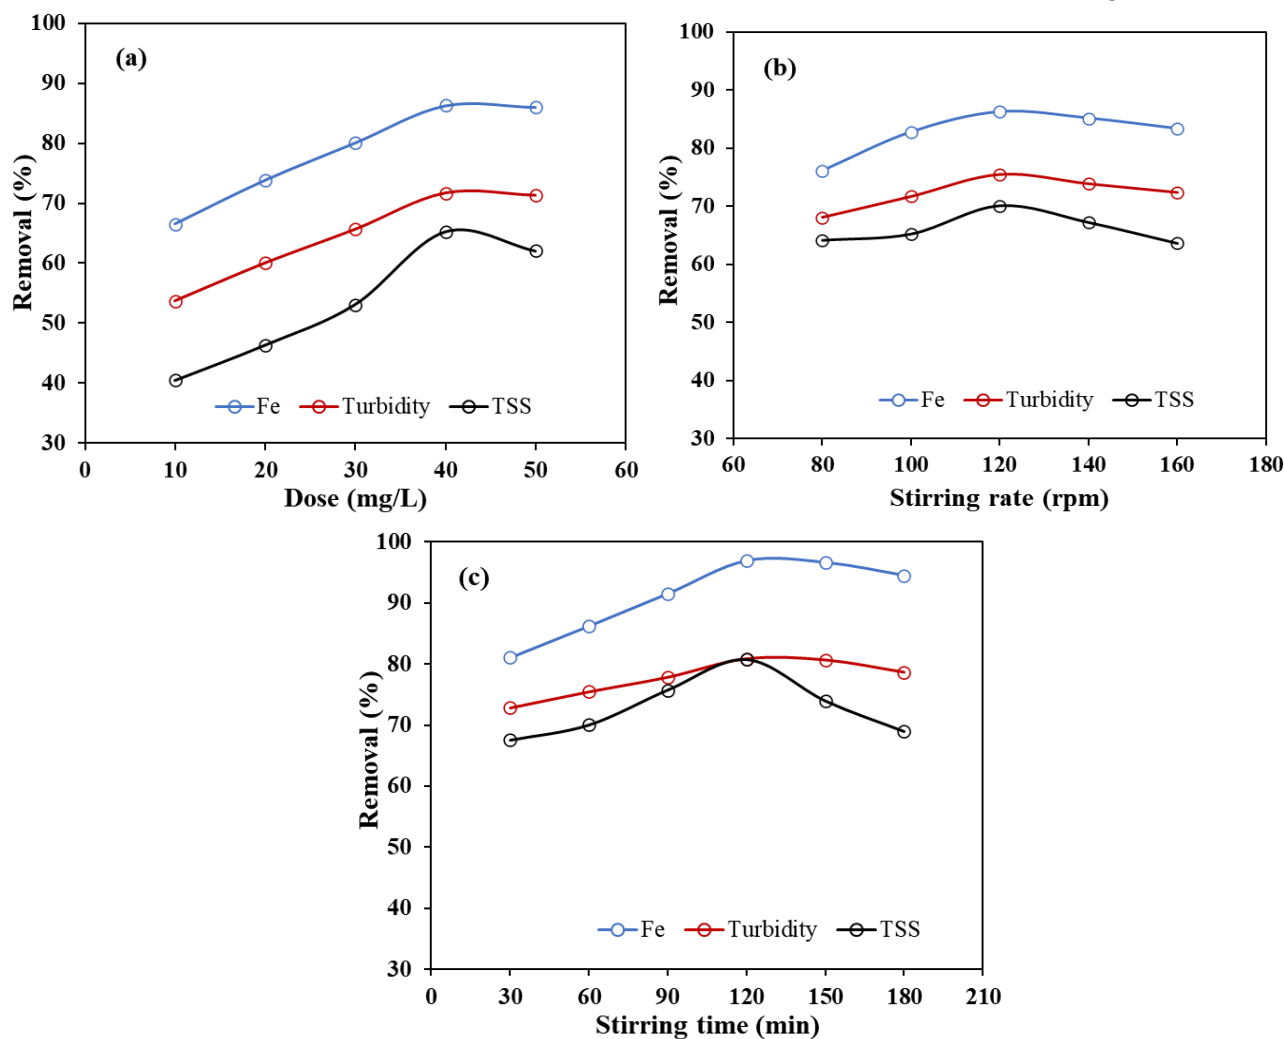 (a)
Removal (%)
100
90
80
70
60
50
40
30
Fe Turbidity TSS
0 10 20 30 40 50 60
Dose (mg/L)
(b)
Removal (%)
100
90
80
70
60
50
40
30
Fe Turbidity TSS
60 80 100 120 140 160 180
Stirring rate (rpm)
(c)
Removal (%)
100
90
80
70
60
50
40
30
Fe Turbidity TSS
0 30 60 90 120 150 180 210
Stirring time (min)